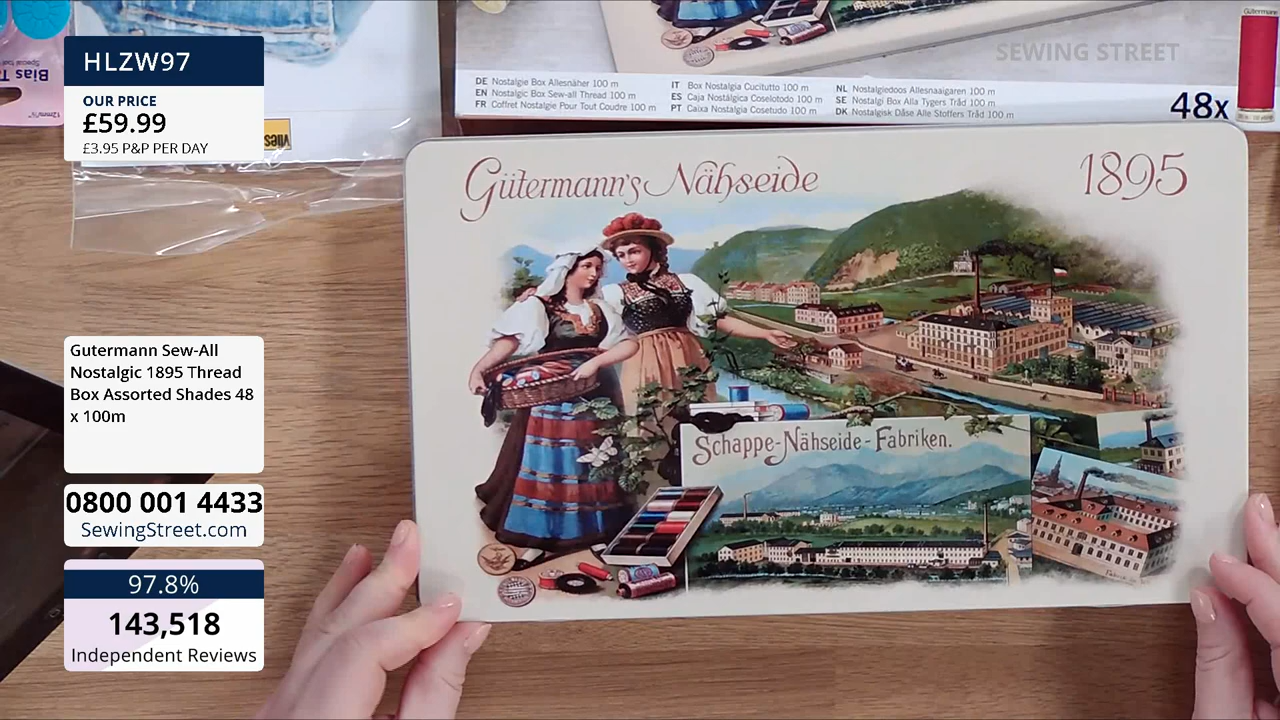 HLZW97
OUR PRICE
£59.99
£3.95 P&P PER DAY
Gutermann Sew-All
Nostalgic 1895 Thread
Box Assorted Shades 48
x 100m
0800 001 4433
SewingStreet.com
97.8%
143,518
Independent Reviews
SEWING STREET
Gütermann
DE Nostalgie Box Allesnäher 100 m
EN Nostalgic Box Sew-all Thread 100 m
FR Coffret Nostalgie Pour Tout Coudre 100 m
IT Box Nostalgia Cucitutto 100 m
ES Caja Nostálgica Coselotodo 100 m
PT Caixa Nostalgia Cosetudo 100 m
NL Nostalgiedoos Allesnaaigaren 100 m
SE Nostalgi Box Alla Tygers Tråd 100 m
DK Nostalgisk Dåse Alle Stoffers Tråd 100 m
48x
Bias
Gütermann's Nähseide
1895
Schappe-Nähseide-Fabriken.